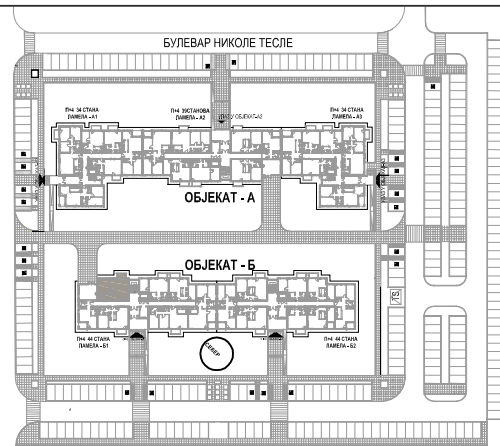 БУЛЕВАР НИКОЛЕ ТЕСЛЕ
П+4 34 СТАНА
ЛАМЕЛА - А1
П+4 39СТАНОВА
ЛАМЕЛА - А2
П+4 34 СТАНА
ЛАМЕЛА - А3
ОБЈЕКАТ - А
ОБЈЕКАТ - Б
П+4 44 СТАНА
ЛАМЕЛА - Б1
СЕВЕР
П+4 44 СТАНА
ЛАМЕЛА - Б2